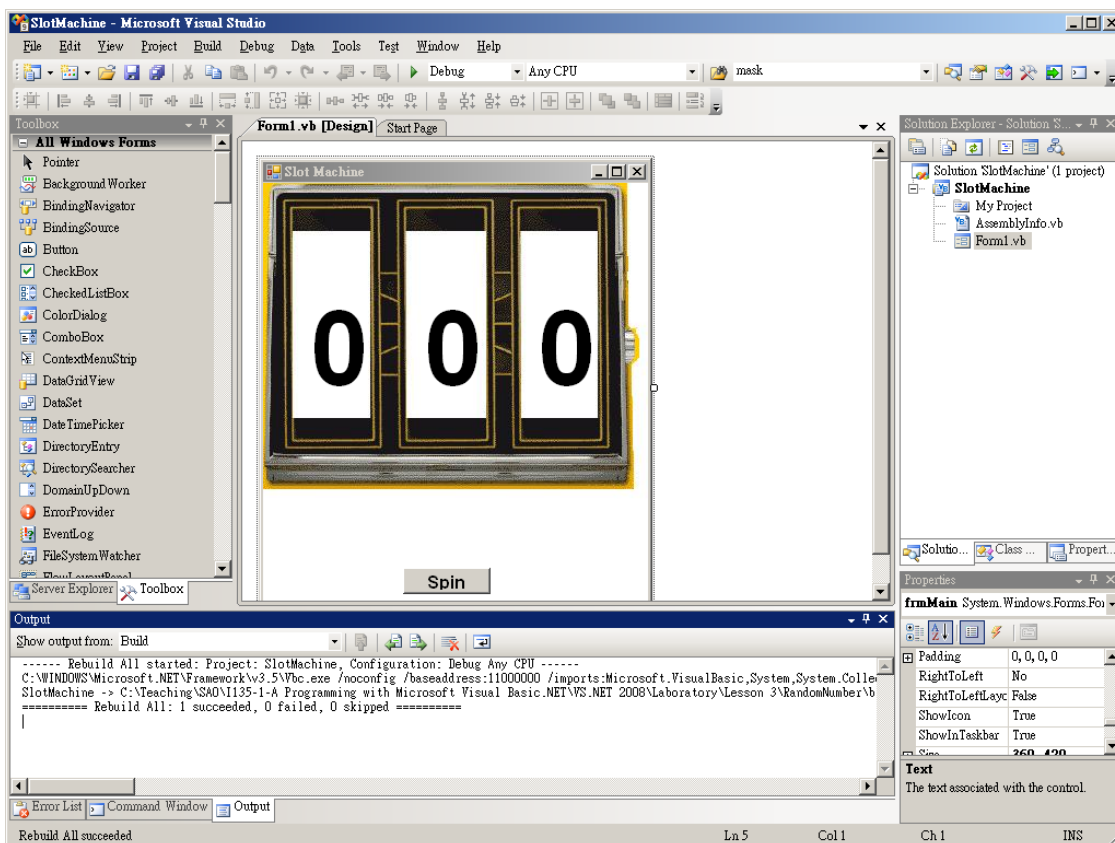 SlotMachine - Microsoft Visual Studio
File Edit View Project Build Debug Data Tools Test Window Help
Debug Any CPU mask
Toolbox
All Windows Forms
Pointer
Background Worker
BindingNavigator
BindingSource
Button
CheckBox
CheckedListBox
ColorDialog
ComboBox
ContextMenuStrip
DataGridView
DataSet
DateTimePicker
DirectoryEntry
DirectorySearcher
DomainUpDown
ErrorProvider
EventLog
FileSystemWatcher
FlowLayoutPanel
Server Explorer Toolbox
Form1.vb [Design] Start Page
Slot Machine
0 0 0
Spin
Solution Explorer - Solution 'S...
Solution 'SlotMachine' (1 project)
SlotMachine
My Project
AssemblyInfo.vb
Form1.vb
Solutio... Class ... Propert...
Properties
frmMain System.Windows.Forms.For
Padding 0, 0, 0, 0
RightToLeft No
RightToLeftLayc False
ShowIcon True
ShowInTaskbar True
Size 360, 420
Text
The text associated with the control.
Output
Show output from: Build
------ Rebuild All started: Project: SlotMachine, Configuration: Debug Any CPU ------
C:\WINDOWS\Microsoft.NET\Framework\v3.5\Vbc.exe /noconfig /baseaddress:11000000 /imports:Microsoft.VisualBasic,System,System.Colle
SlotMachine -> C:\Teaching\SAO\I135-1-A Programming with Microsoft Visual Basic.NET\VS.NET 2008\Laboratory\Lesson 3\RandomNumber\b
========== Rebuild All: 1 succeeded, 0 failed, 0 skipped ==========
Error List Command Window Output
Rebuild All succeeded Ln 5 Col 1 Ch 1 INS